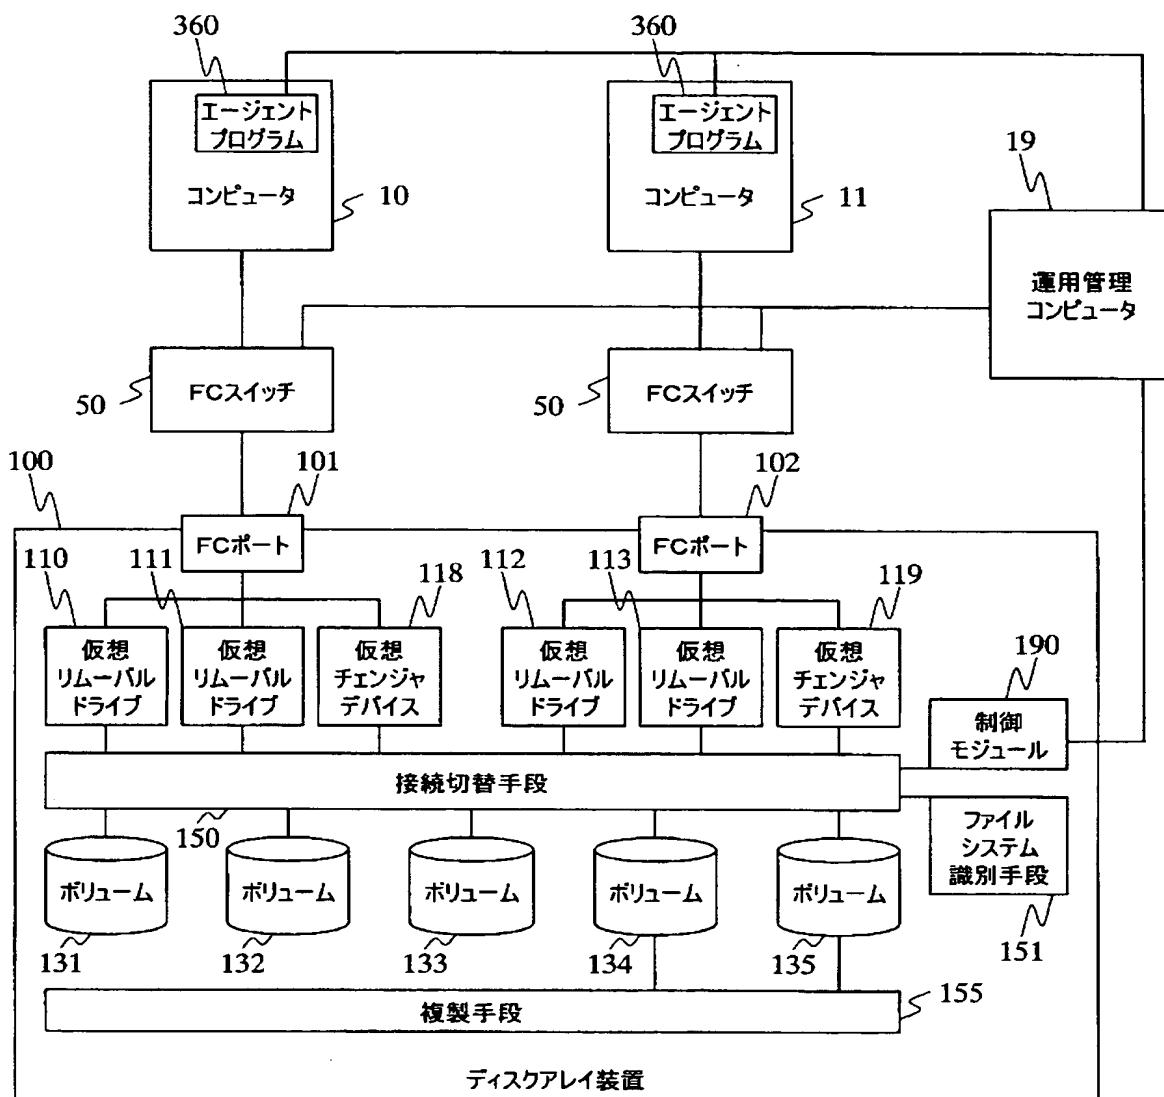 360
360
エージェント
プログラム
エージェント
プログラム
19
コンピュータ
10
コンピュータ
11
運用管理
コンピュータ
50
FCスイッチ
50
FCスイッチ
100
101
102
FCポート
FCポート
110
111
118
112
113
119
仮想
リムーバル
ドライブ
仮想
リムーバル
ドライブ
仮想
チェンジャ
デバイス
仮想
リムーバル
ドライブ
仮想
リムーバル
ドライブ
仮想
チェンジャ
デバイス
190
制御
モジュール
接続切替手段
150
ファイル
システム
識別手段
151
ボリューム
ボリューム
ボリューム
ボリューム
ボリューム
131
132
133
134
135
複製手段
155
ディスクアレイ装置